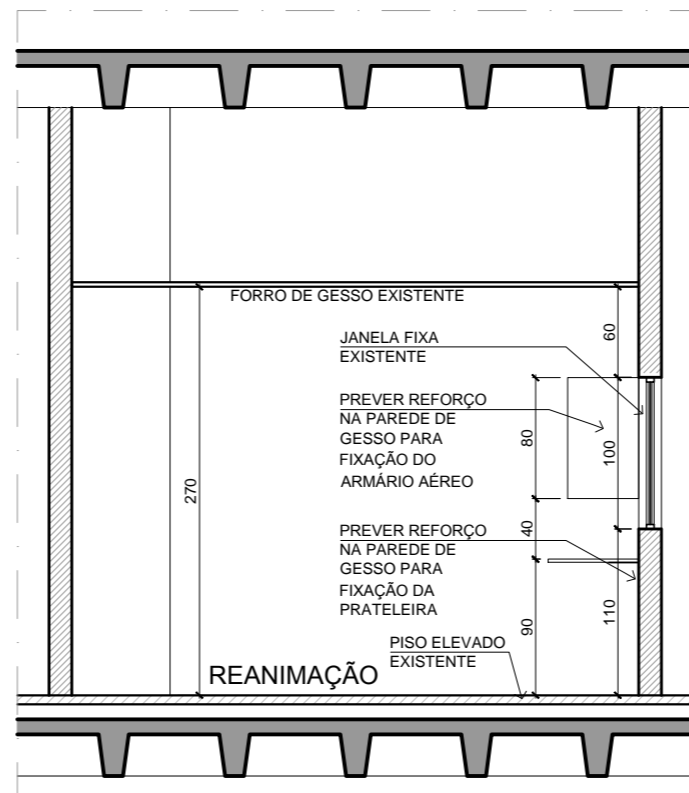 FORRO DE GESSO EXISTENTE
60
JANELA FIXA
EXISTENTE
PREVER REFORÇO
NA PAREDE DE
GESSO PARA
FIXAÇÃO DO
ARMÁRIO AÉREO
80
100
270
40
PREVER REFORÇO
NA PAREDE DE
GESSO PARA
FIXAÇÃO DA
PRATELEIRA
110
90
PISO ELEVADO
EXISTENTE
REANIMAÇÃO